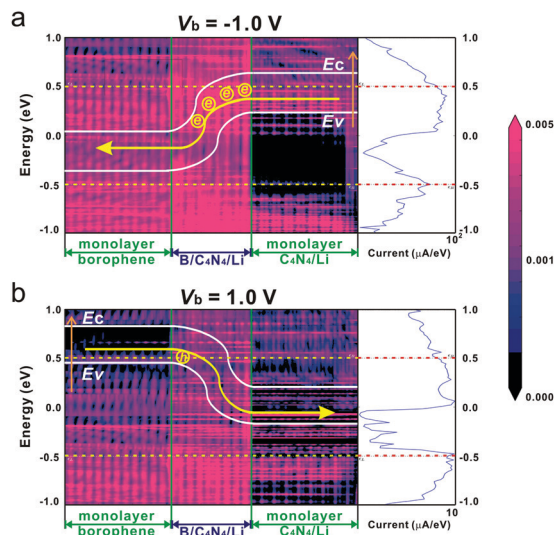 a
Vb = -1.0 V
1.0
0.5
0.0
-0.5
-1.0
Energy (eV)
Ec
Ev
e e e e
1.0
0.5
0.0
-0.5
-1.0
Energy (eV)
10²
monolayer borophene
B/C4N4/Li
monolayer C4N4/Li
Current (μA/eV)
b
Vb = 1.0 V
1.0
0.5
0.0
-0.5
-1.0
Energy (eV)
Ec
Ev
h
1.0
0.5
0.0
-0.5
-1.0
Energy (eV)
10
monolayer borophene
B/C4N4/Li
monolayer C4N4/Li
Current (μA/eV)
0.005
0.001
0.000